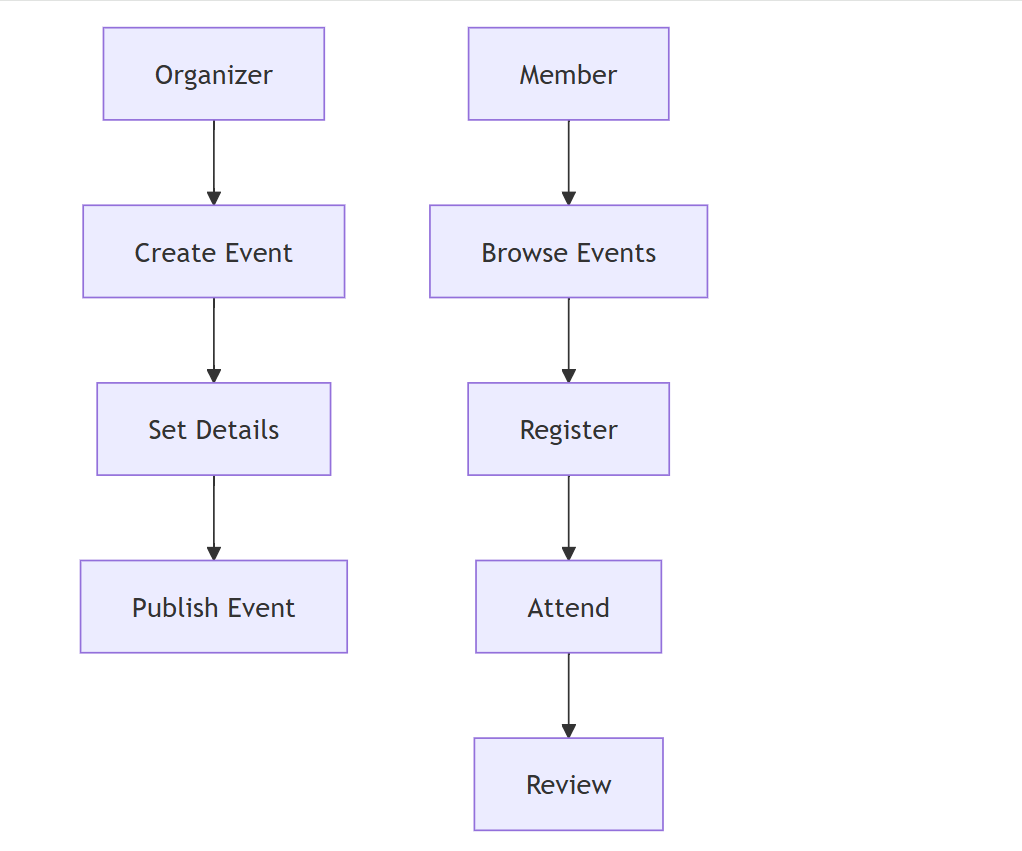 Organizer
Create Event
Set Details
Publish Event
Member
Browse Events
Register
Attend
Review